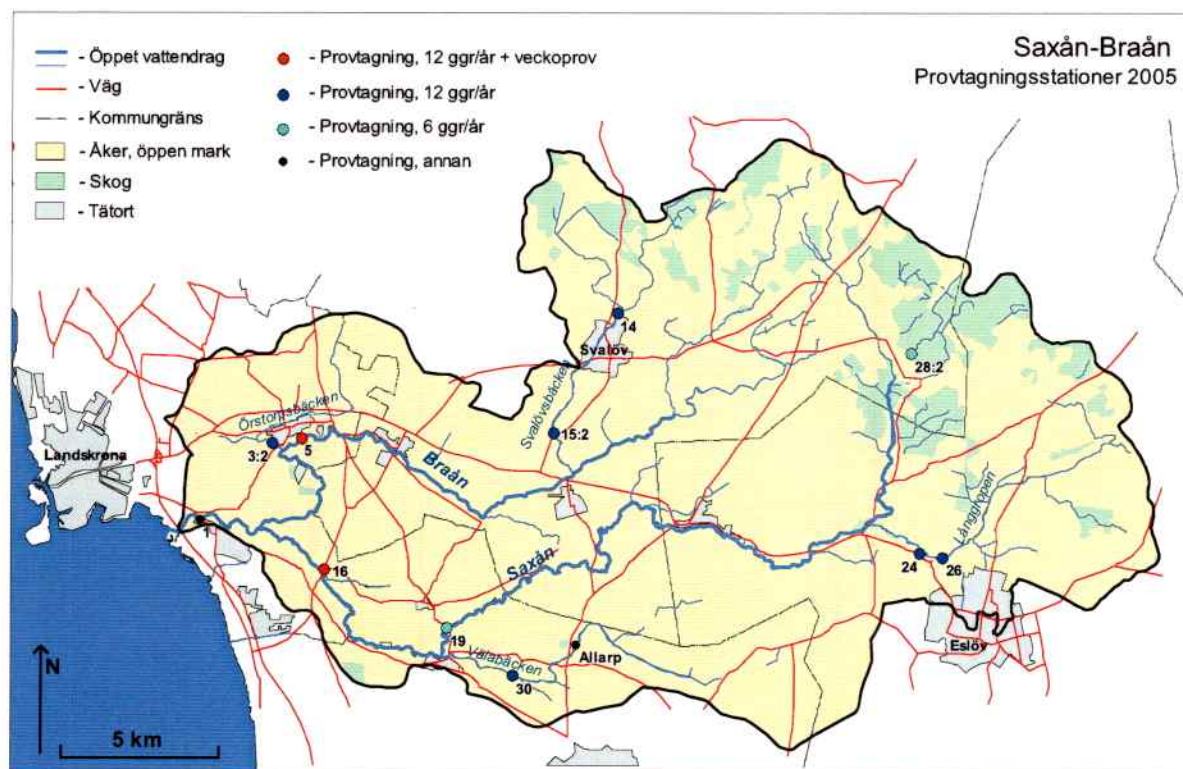 Saxån-Braån
Provtagningsstationer 2005
- Öppet vattendrag
- Väg
- Kommungräns
- Åker, öppen mark
- Skog
- Tätort
- Provtagning, 12 ggr/år + veckoprov
- Provtagning, 12 ggr/år
- Provtagning, 6 ggr/år
- Provtagning, annan
14
Svalöv
28:2
Svalövsbäcken
Örstorpsbäcken
15:2
5
3:2
Landskrona
Braån
Långgropen
1
Saxån
24
26
16
19
Allarp
Eslöv
Välabäcken
30
N
5 km